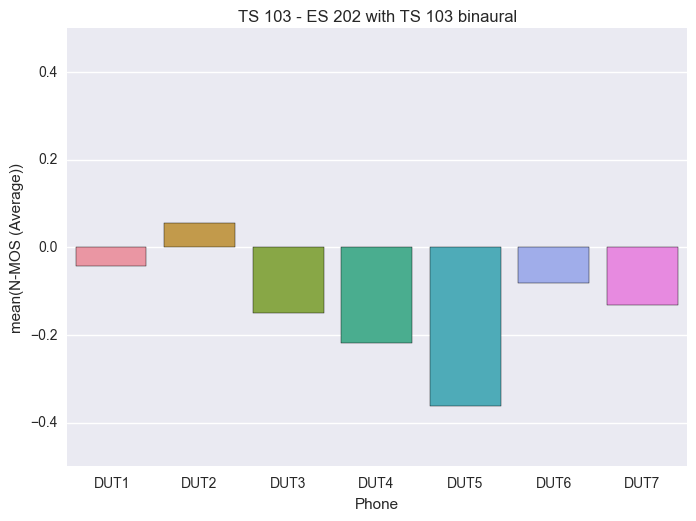 TS 103 - ES 202 with TS 103 binaural
0.4
0.2
0.0
−0.2
−0.4
mean(N-MOS (Average))
DUT1 DUT2 DUT3 DUT4 DUT5 DUT6 DUT7
Phone